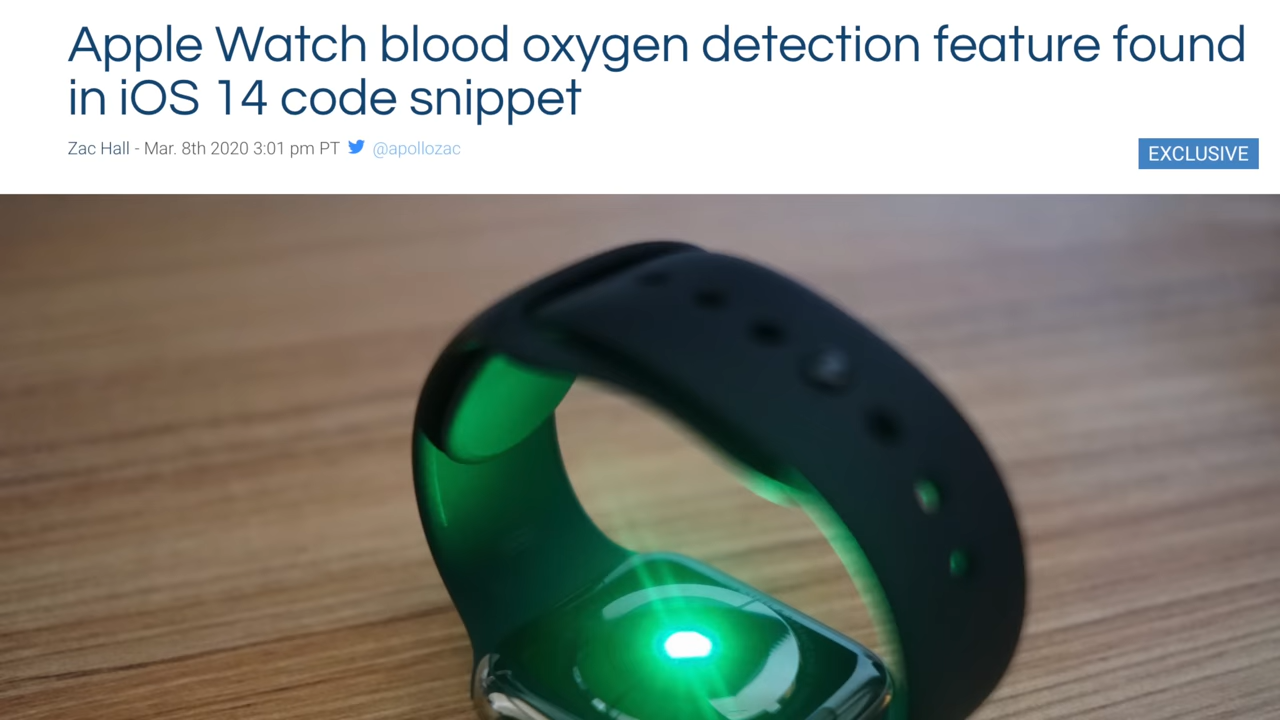 Apple Watch blood oxygen detection feature found
in iOS 14 code snippet
Zac Hall - Mar. 8th 2020 3:01 pm PT @apollozac
EXCLUSIVE